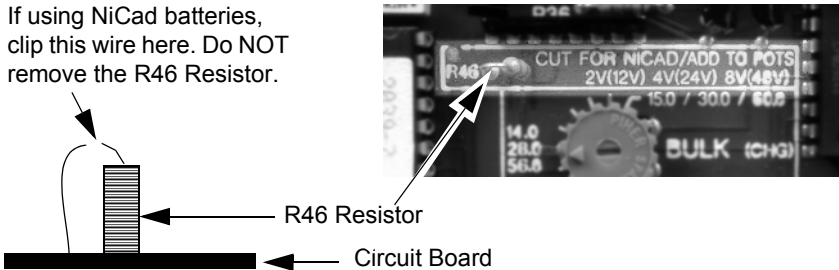 If using NiCad batteries,
clip this wire here. Do NOT
remove the R46 Resistor.
R46
CUT FOR NICAD/ADD TO POTS
2V(12V) 4V(24V) 8V(48V)
15.0 / 30.0 / 60.0
14.0
28.0
56.0
BULK (CHG)
R46 Resistor
Circuit Board